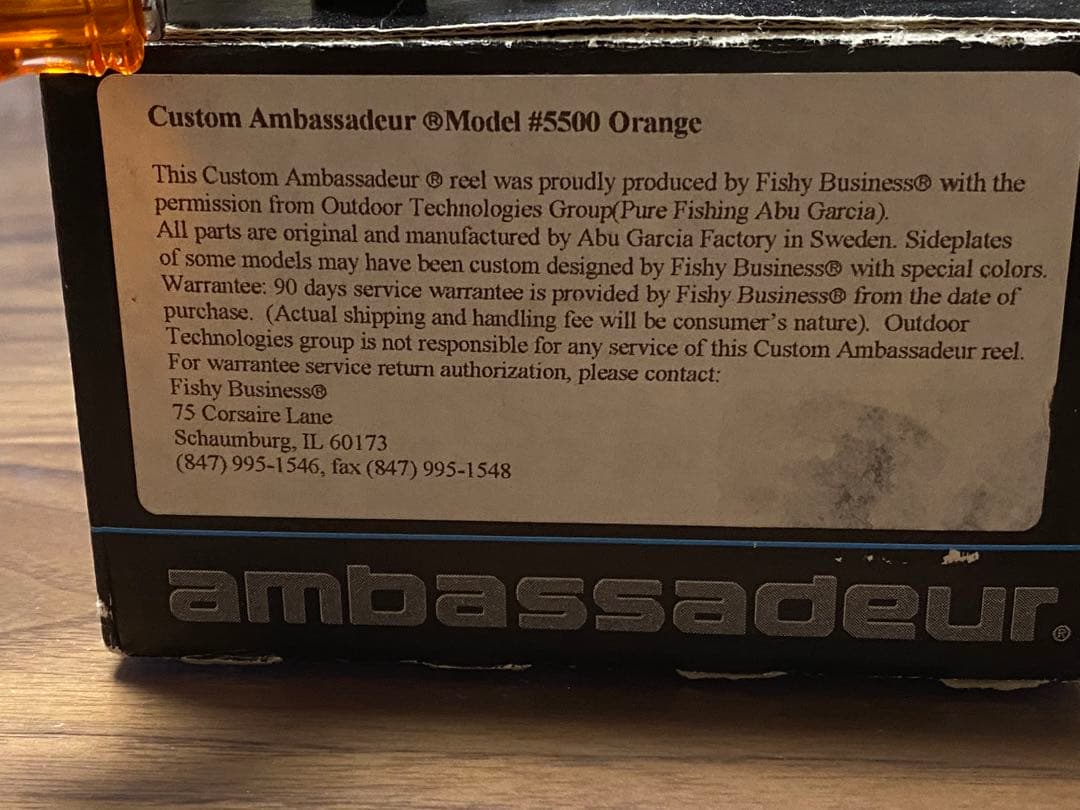 Custom Ambassadeur ®Model #5500 Orange
This Custom Ambassadeur ® reel was proudly produced by Fishy Business® with the
permission from Outdoor Technologies Group(Pure Fishing Abu Garcia).
All parts are original and manufactured by Abu Garcia Factory in Sweden. Sideplates
of some models may have been custom designed by Fishy Business® with special colors.
Warrantee: 90 days service warrantee is provided by Fishy Business® from the date of
purchase. (Actual shipping and handling fee will be consumer's nature). Outdoor
Technologies group is not responsible for any service of this Custom Ambassadeur reel.
For warrantee service return authorization, please contact:
Fishy Business®
75 Corsaire Lane
Schaumburg, IL 60173
(847) 995-1546, fax (847) 995-1548
ambassadeur®